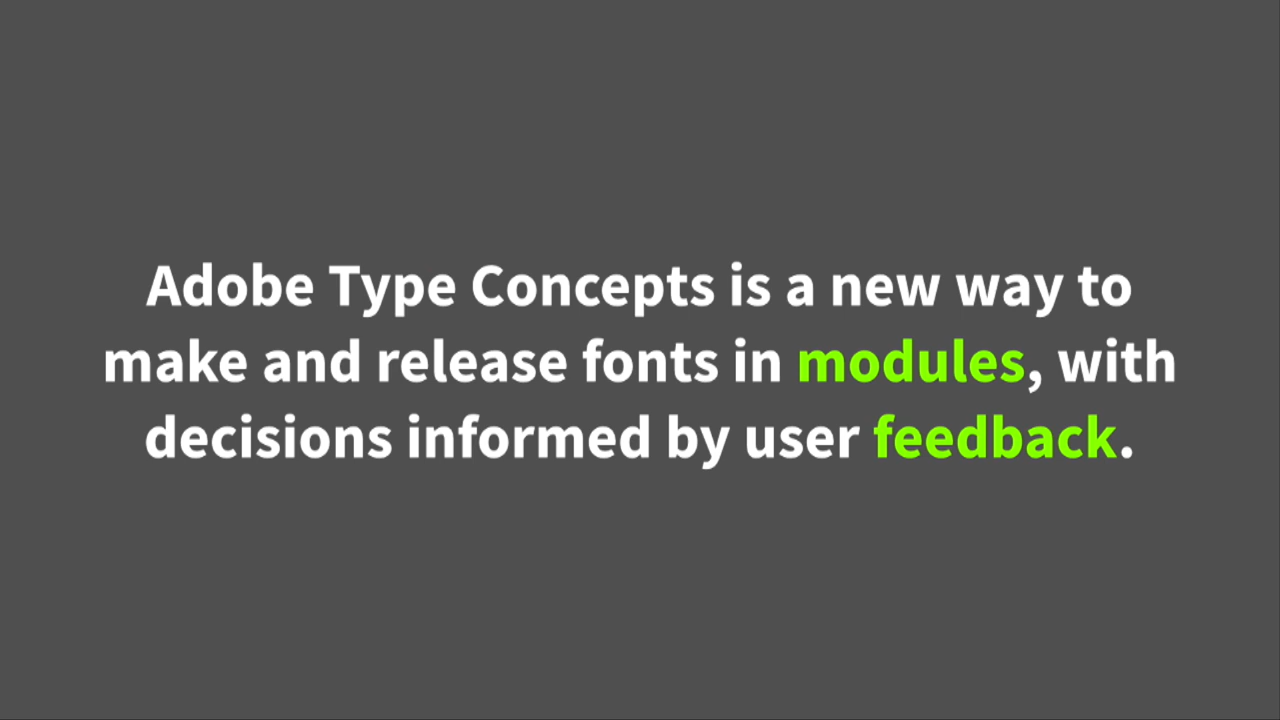 Adobe Type Concepts is a new way to
make and release fonts in modules, with
decisions informed by user feedback.